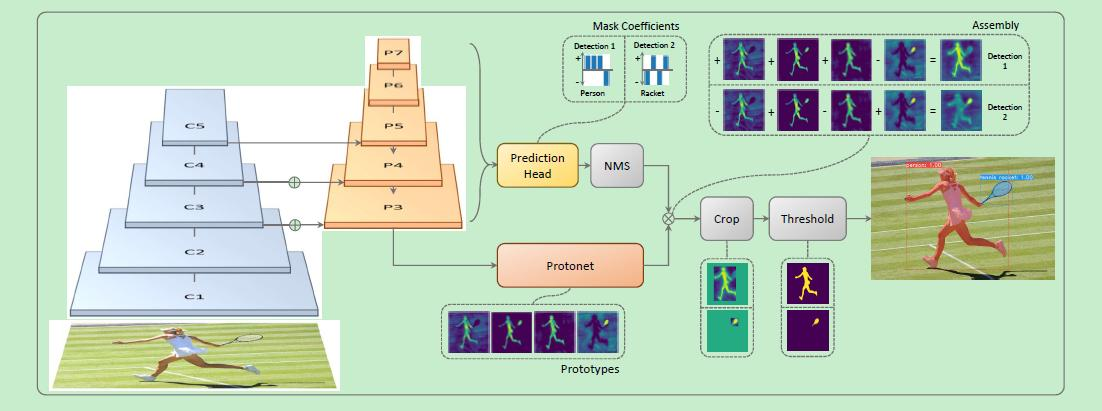 Mask Coefficients
Assembly
P7
P6
P5
P4
P3
C5
C4
C3
C2
C1
Detection 1
Detection 2
+
-
+
-
Person
Racket
+ + + - = Detection 1
- + - + = Detection 2
Prediction
Head
NMS
Crop
Threshold
person: 1.00
tennis racket: 1.00
Protonet
Prototypes